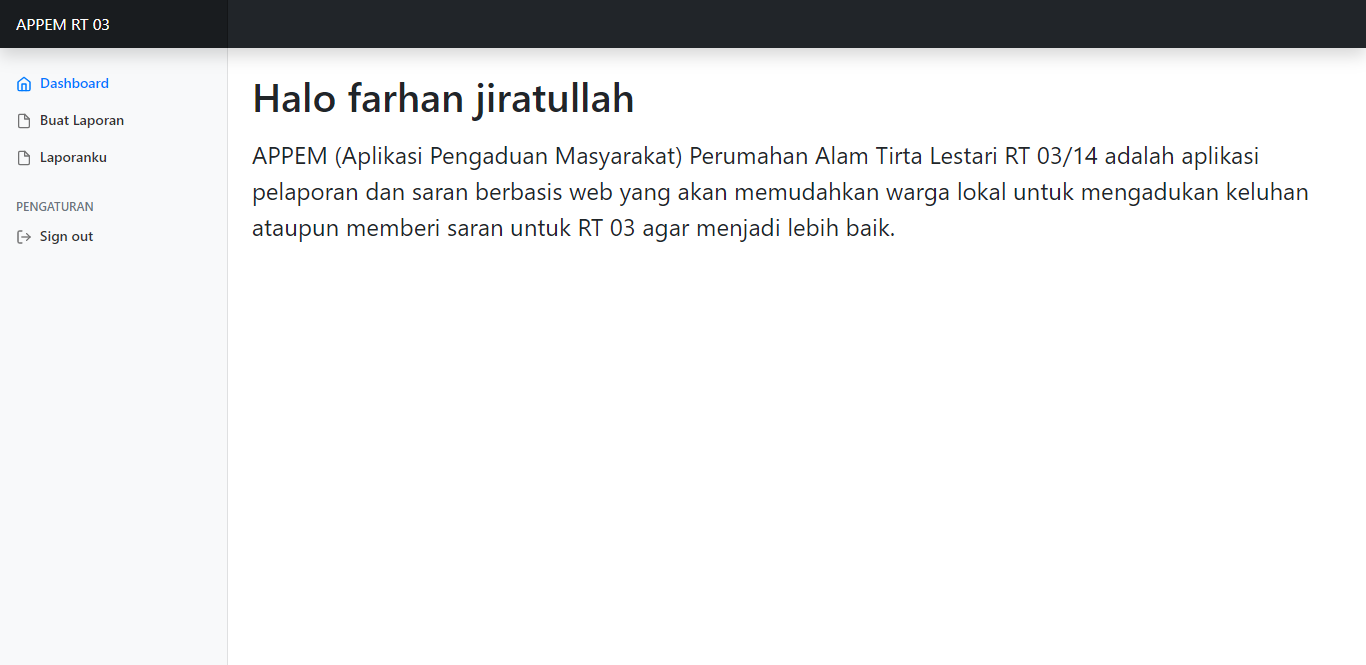 APPEM RT 03
Dashboard
Buat Laporan
Laporanku
PENGATURAN
Sign out
Halo farhan jiratullah
APPEM (Aplikasi Pengaduan Masyarakat) Perumahan Alam Tirta Lestari RT 03/14 adalah aplikasi
pelaporan dan saran berbasis web yang akan memudahkan warga lokal untuk mengadukan keluhan
ataupun memberi saran untuk RT 03 agar menjadi lebih baik.